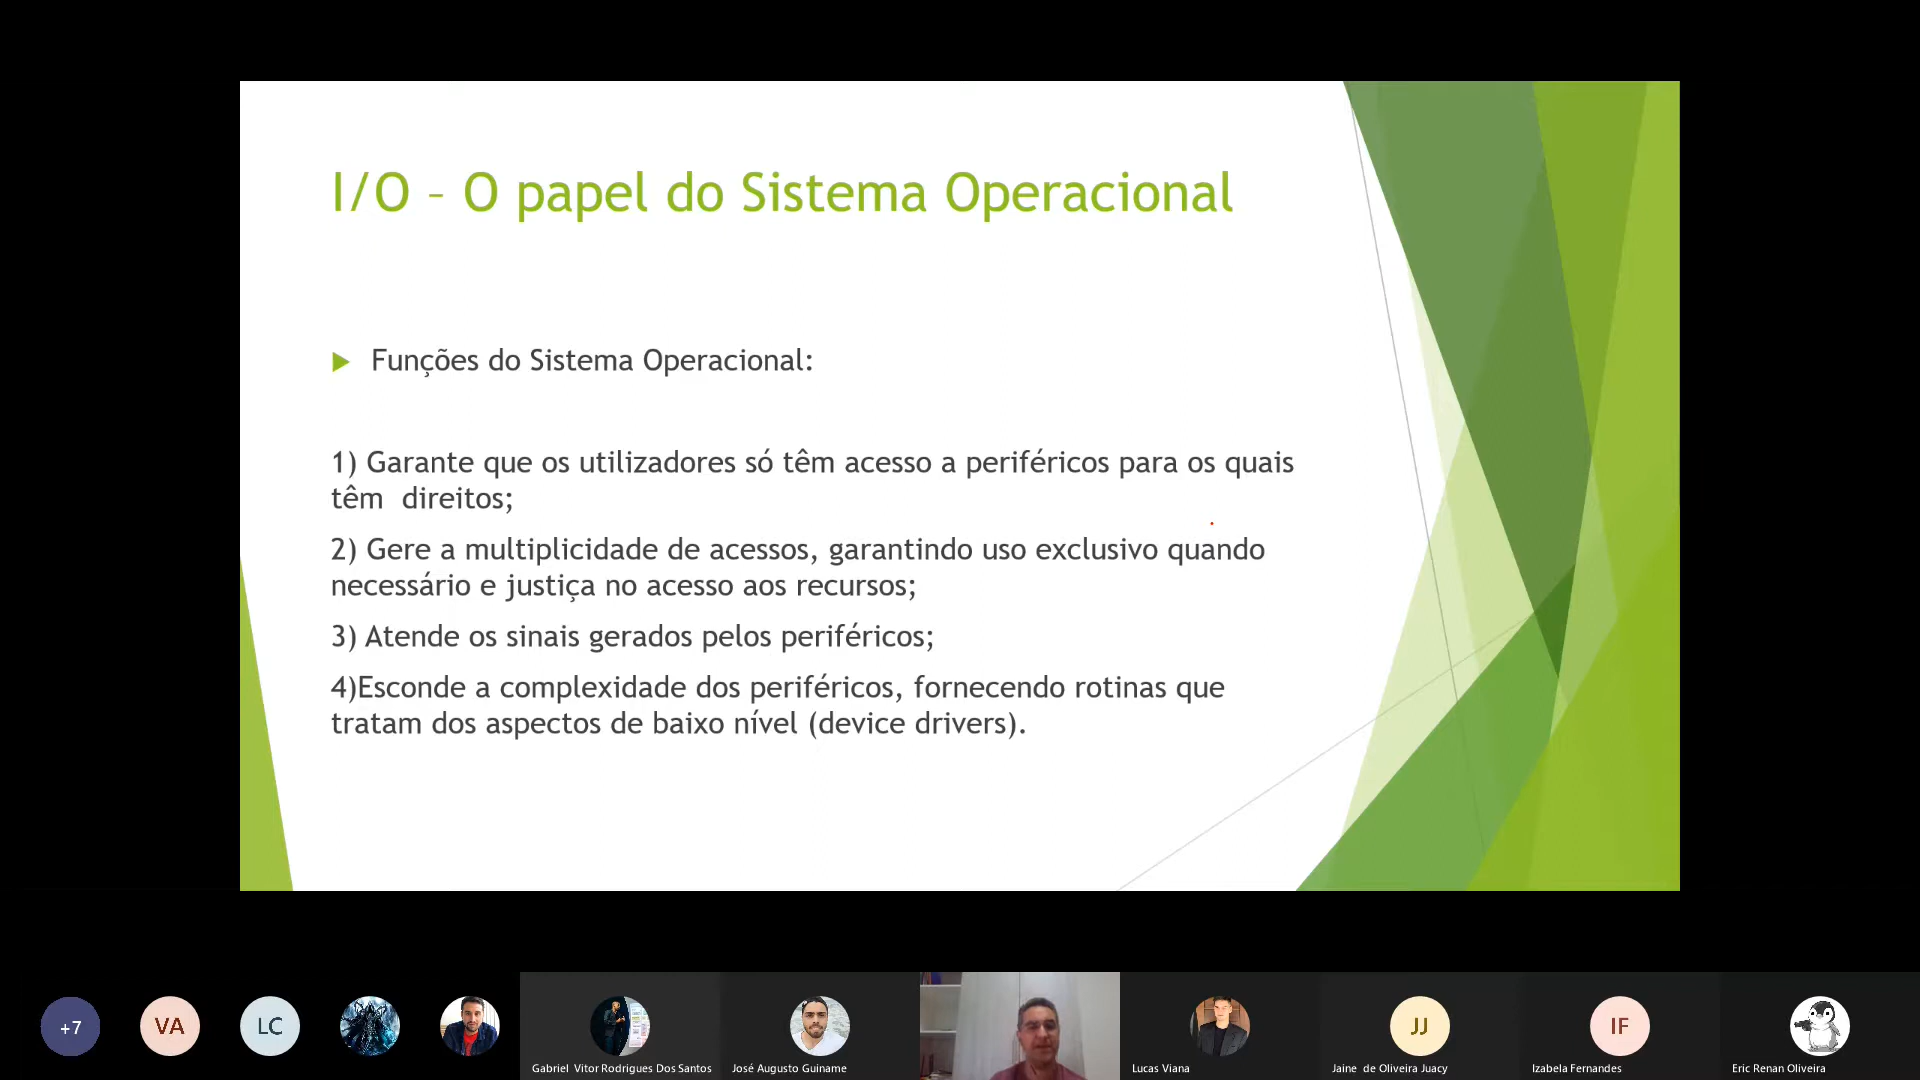 I/O – O papel do Sistema Operacional
Funções do Sistema Operacional:
1) Garante que os utilizadores só têm acesso a periféricos para os quais
têm  direitos;
2) Gere a multiplicidade de acessos, garantindo uso exclusivo quando
necessário e justiça no acesso aos recursos;
3) Atende os sinais gerados pelos periféricos;
4)Esconde a complexidade dos periféricos, fornecendo rotinas que
tratam dos aspectos de baixo nível (device drivers).
+7
VA
LC
JJ
IF
Gabriel Vitor Rodrigues Dos Santos
José Augusto Guiname
Lucas Viana
Jaine de Oliveira Juacy
Izabela Fernandes
Eric Renan Oliveira